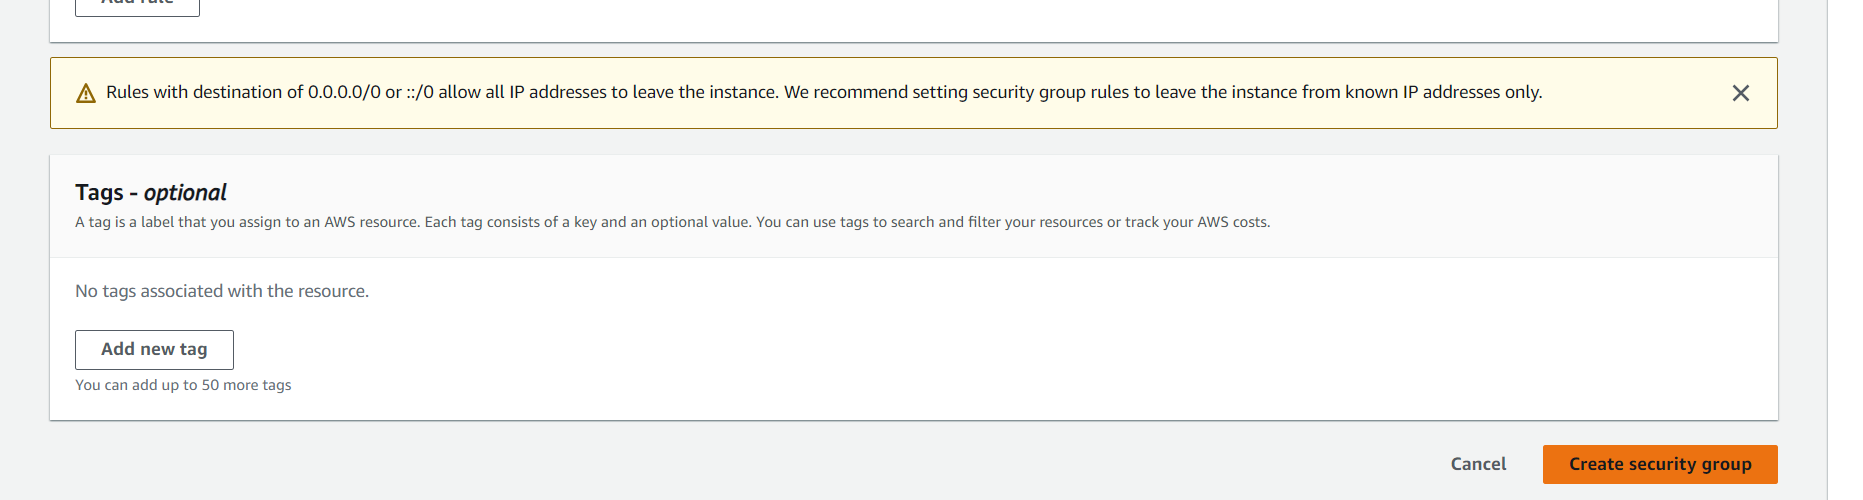 Add rule
Rules with destination of 0.0.0.0/0 or ::/0 allow all IP addresses to leave the instance. We recommend setting security group rules to leave the instance from known IP addresses only.
Tags - optional
A tag is a label that you assign to an AWS resource. Each tag consists of a key and an optional value. You can use tags to search and filter your resources or track your AWS costs.
No tags associated with the resource.
Add new tag
You can add up to 50 more tags
Cancel Create security group